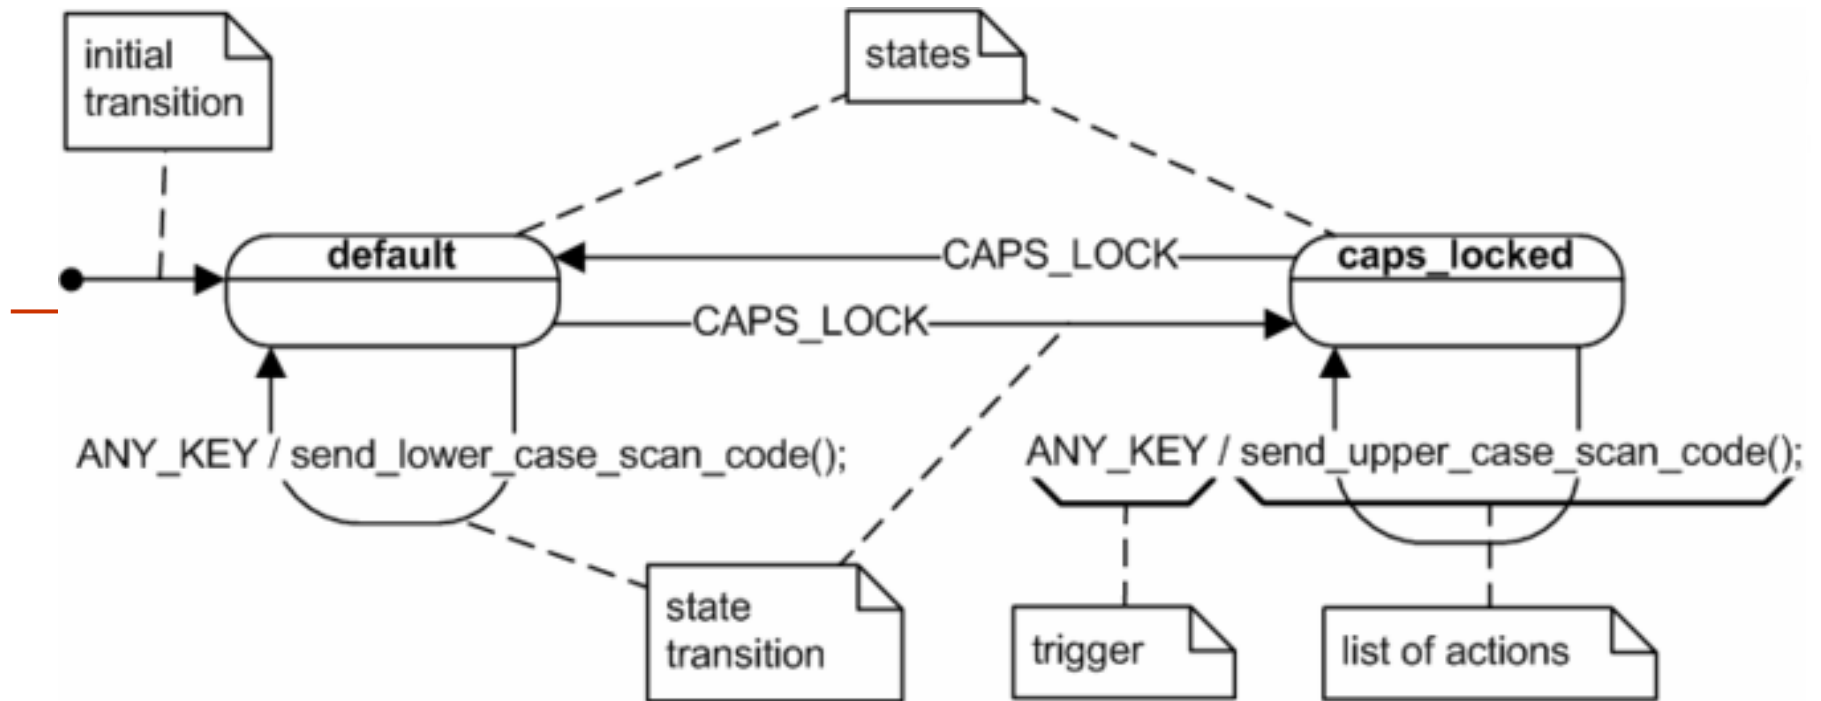 initial
transition
states
default
CAPS_LOCK
caps_locked
CAPS_LOCK
ANY_KEY / send_lower_case_scan_code();
ANY_KEY / send_upper_case_scan_code();
state
transition
trigger
list of actions